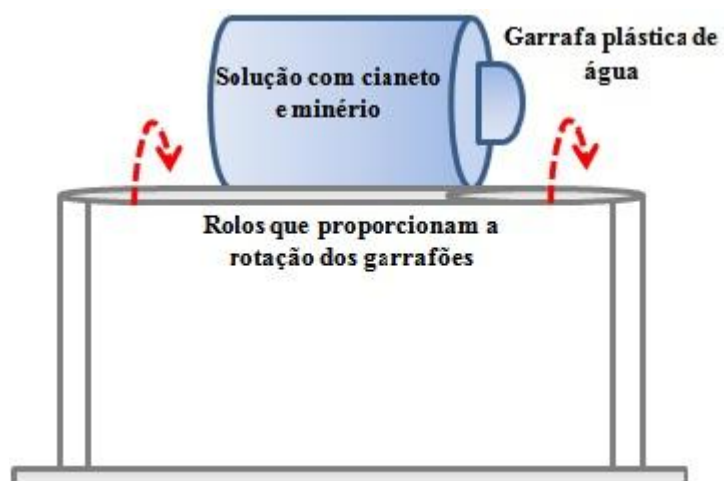 Garrafa plástica de
água
Solução com cianeto
e minério
Rolos que proporcionam a
rotação dos garrafões